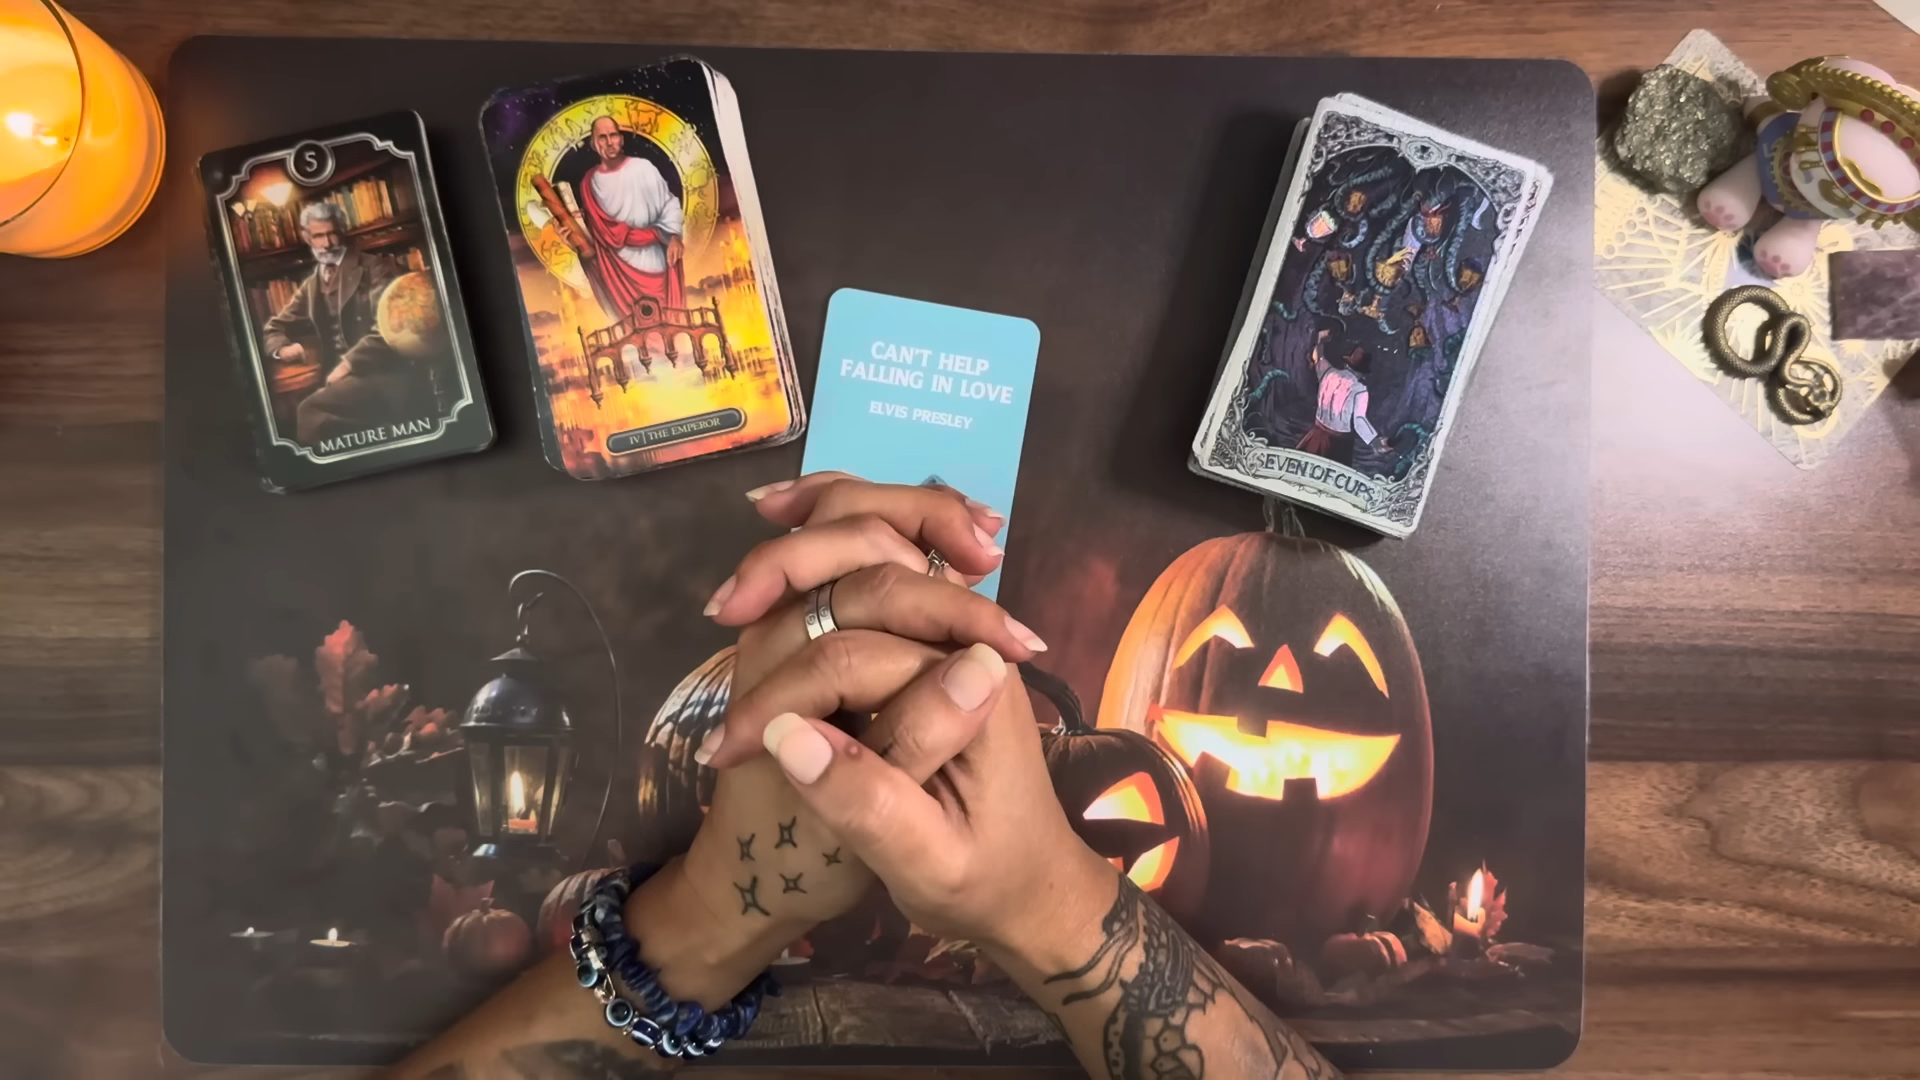 5
MATURE MAN
IV | THE EMPEROR
CAN'T HELP
FALLING IN LOVE
ELVIS PRESLEY
SEVEN OF CUPS